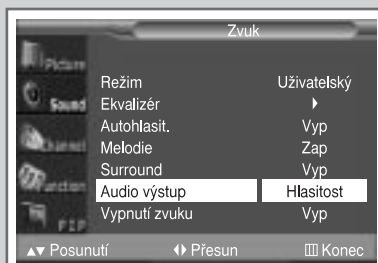 Zvuk
Picture
Režim Uživatelský
Sound
Ekvalizér
Autohlasit. Vyp
Channel
Melodie Zap
Surround Vyp
Function
Audio výstup Hlasitost
PIP
Vypnutí zvuku Vyp
Posunutí Přesun Konec